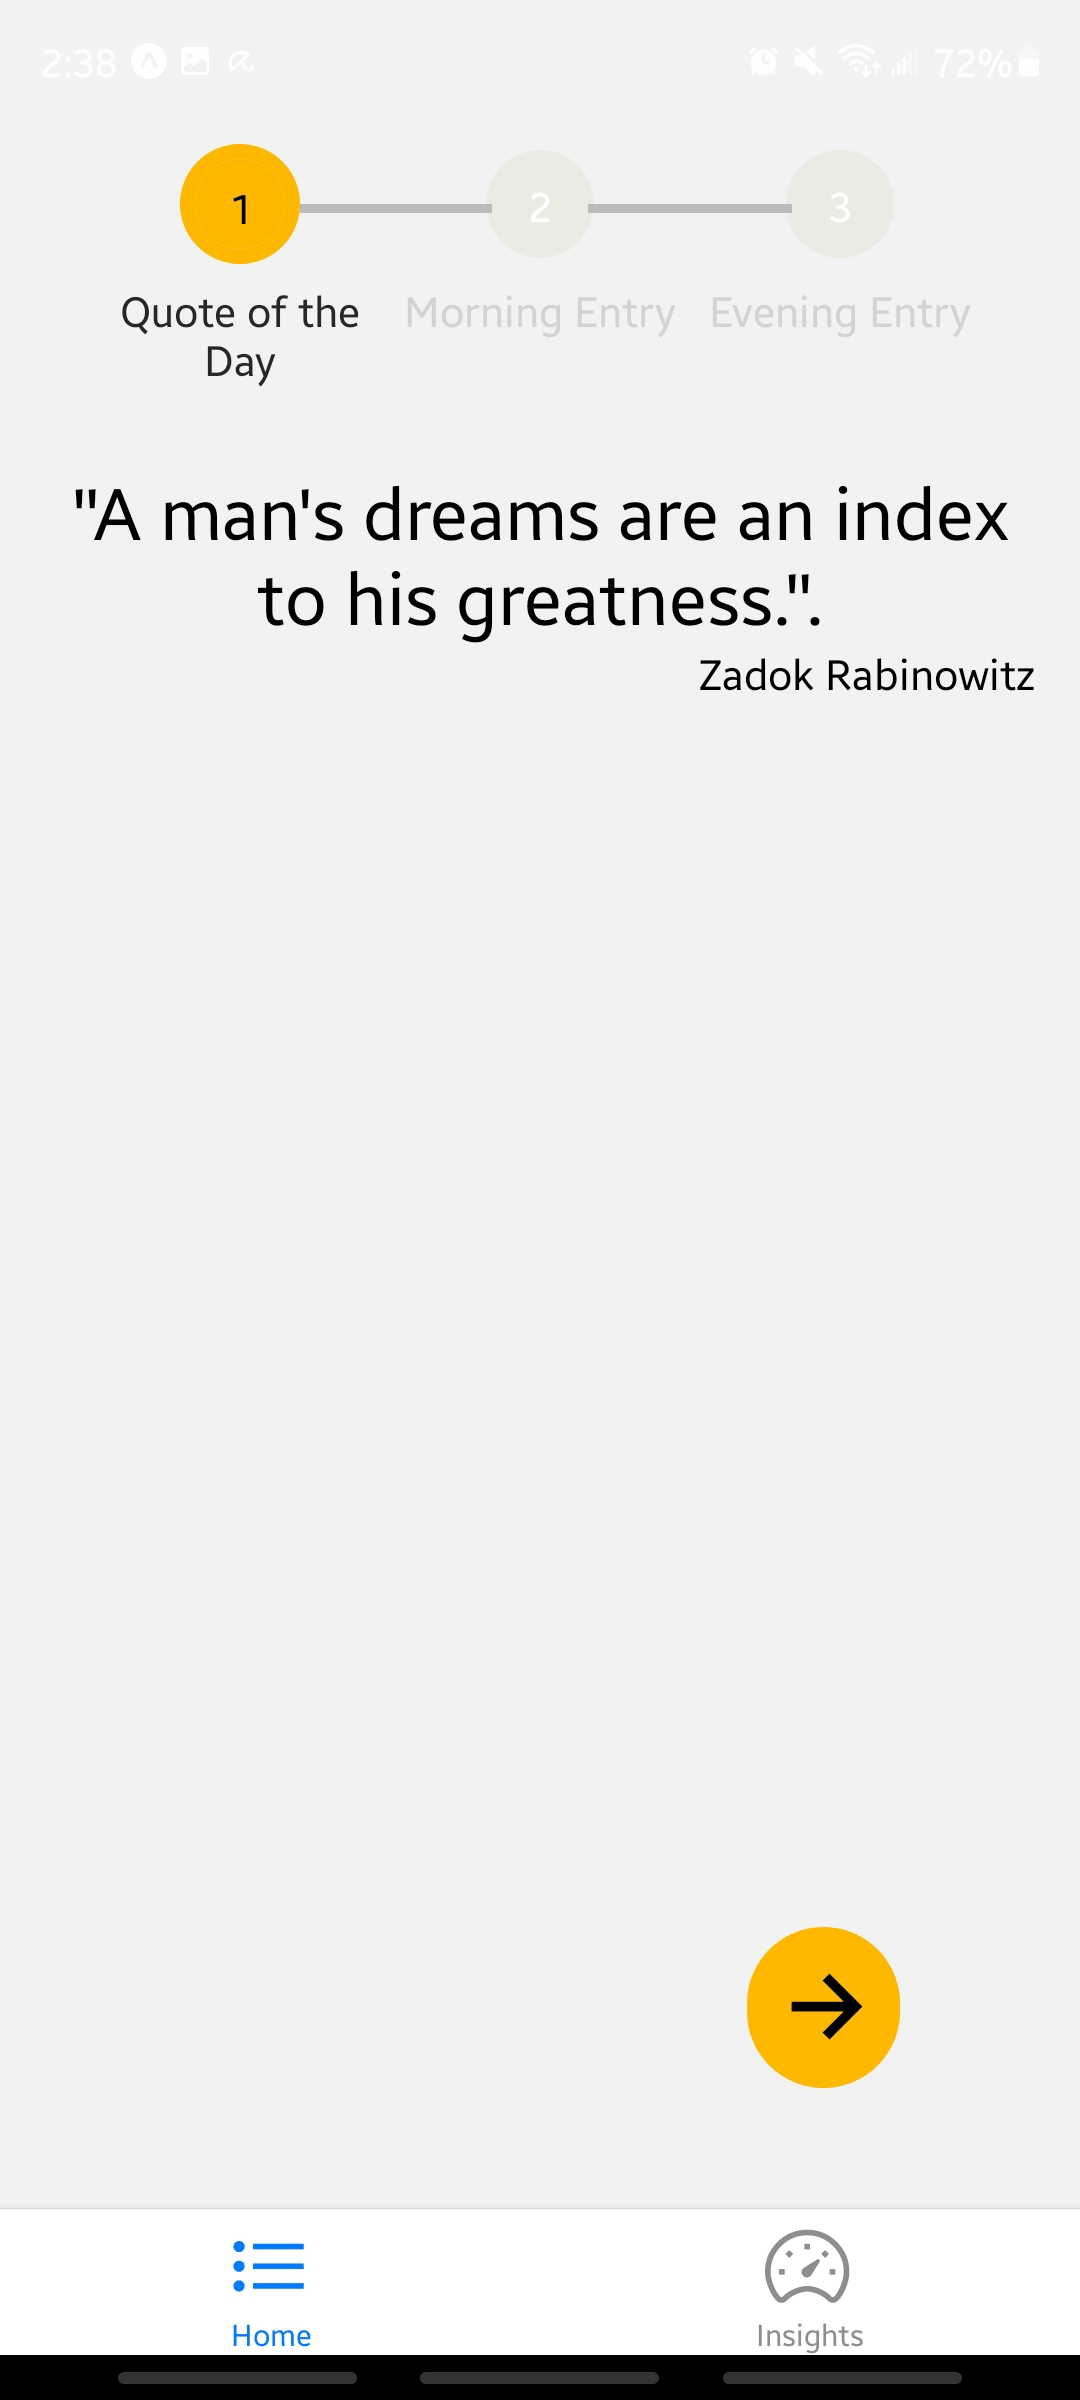 2:38
72%
1
2
3
Quote of the
Day
Morning Entry
Evening Entry
"A man's dreams are an index
to his greatness.".
Zadok Rabinowitz
Home
Insights